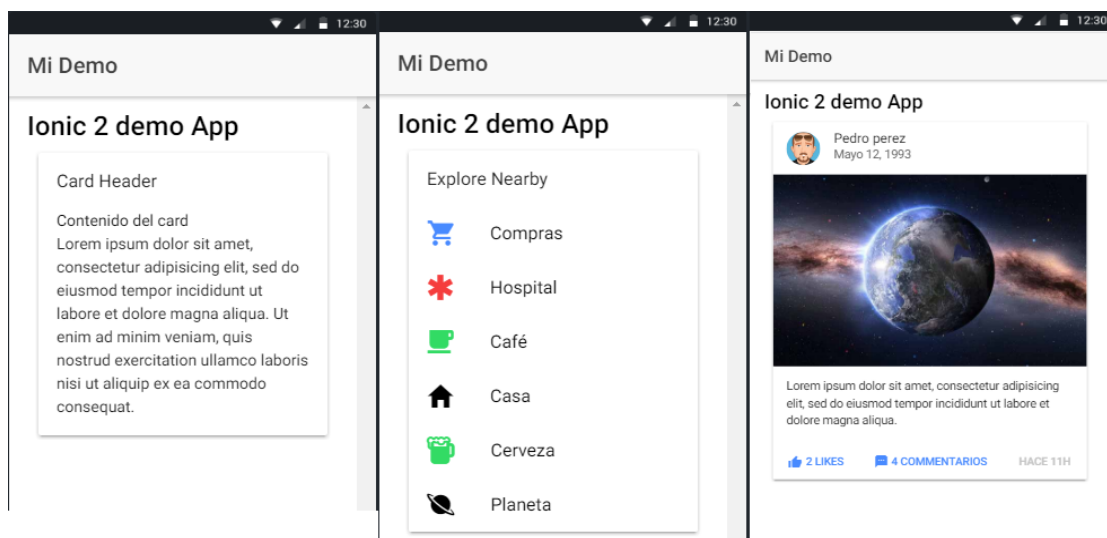 12:30
Mi Demo
Ionic 2 demo App
Card Header
Contenido del card
Lorem ipsum dolor sit amet,
consectetur adipisicing elit, sed do
eiusmod tempor incididunt ut
labore et dolore magna aliqua. Ut
enim ad minim veniam, quis
nostrud exercitation ullamco laboris
nisi ut aliquip ex ea commodo
consequat.
12:30
Mi Demo
Ionic 2 demo App
Explore Nearby
Compras
Hospital
Café
Casa
Cerveza
Planeta
12:30
Mi Demo
Ionic 2 demo App
Pedro perez
Mayo 12, 1993
Lorem ipsum dolor sit amet, consectetur adipisicing
elit, sed do eiusmod tempor incididunt ut labore et
dolore magna aliqua.
2 LIKES 4 COMMENTARIOS HACE 11H